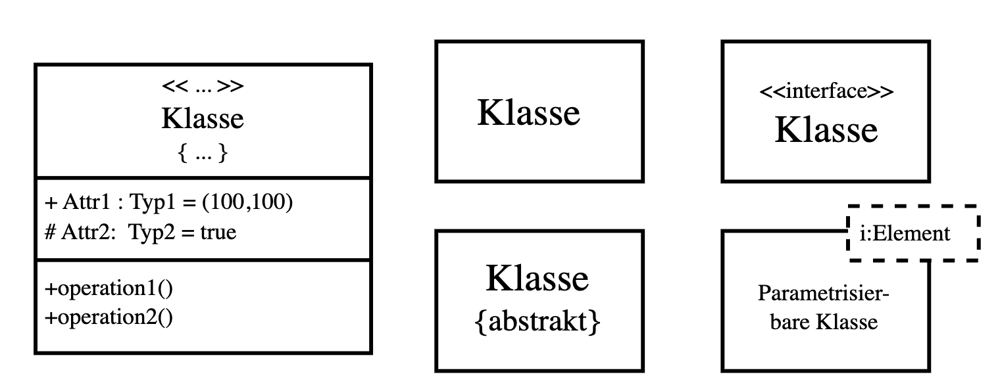 << ... >>
Klasse
{ ... }
+ Attr1 : Typ1 = (100,100)
# Attr2:  Typ2 = true
+operation1()
+operation2()
Klasse
<<interface>>
Klasse
Klasse
{abstrakt}
i:Element
Parametrisier-
bare Klasse